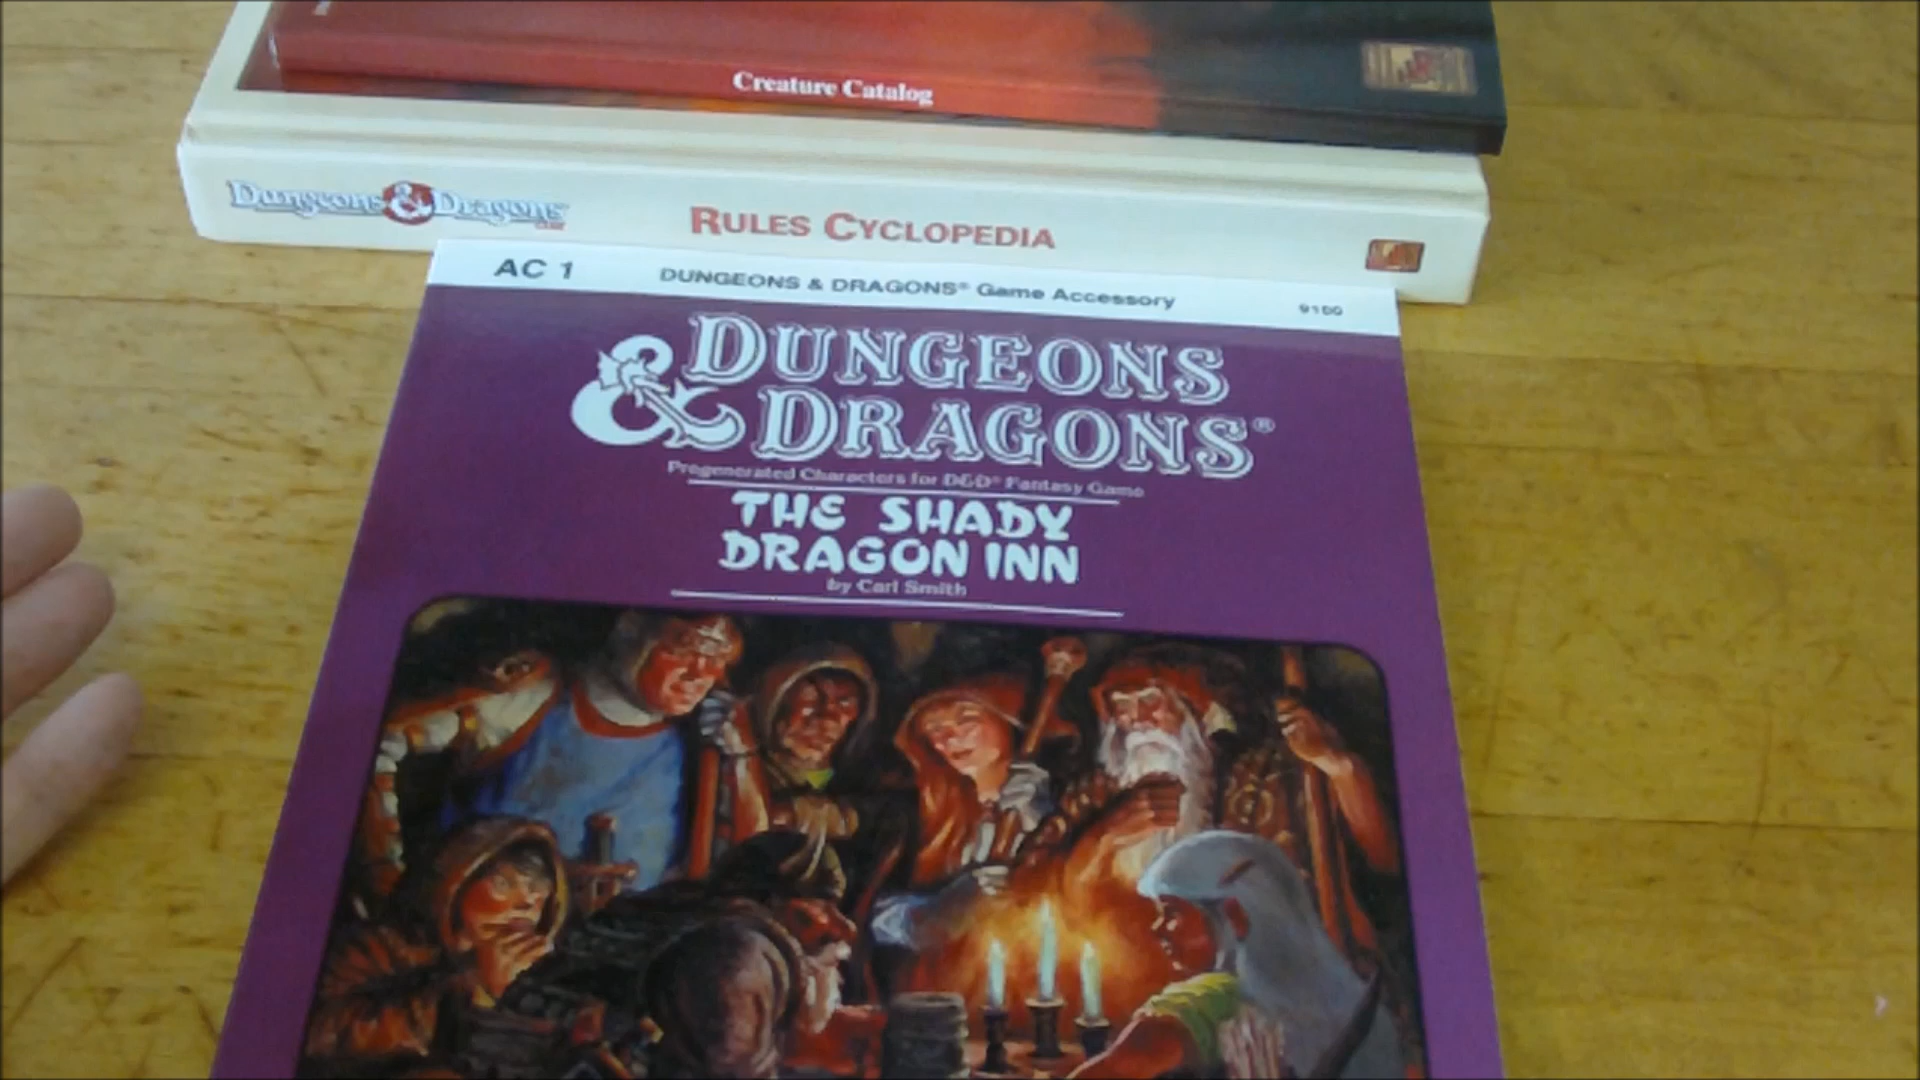 Creature Catalog
Dungeons & Dragons
RULES CYCLOPEDIA
AC 1 DUNGEONS & DRAGONS® Game Accessory 9100
DUNGEONS
& DRAGONS®
Pregenerated Characters for D&D® Fantasy Game
THE SHADY
DRAGON INN
by Carl Smith